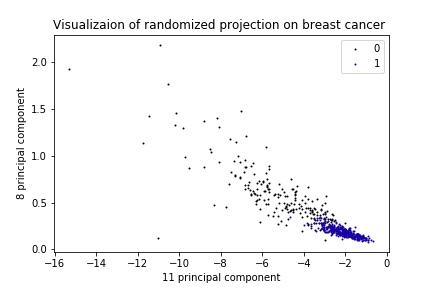 Visualizaion of randomized projection on breast cancer
0
1
2.0
1.5
1.0
0.5
0.0
8 principal component
−16 −14 −12 −10 −8 −6 −4 −2 0
11 principal component